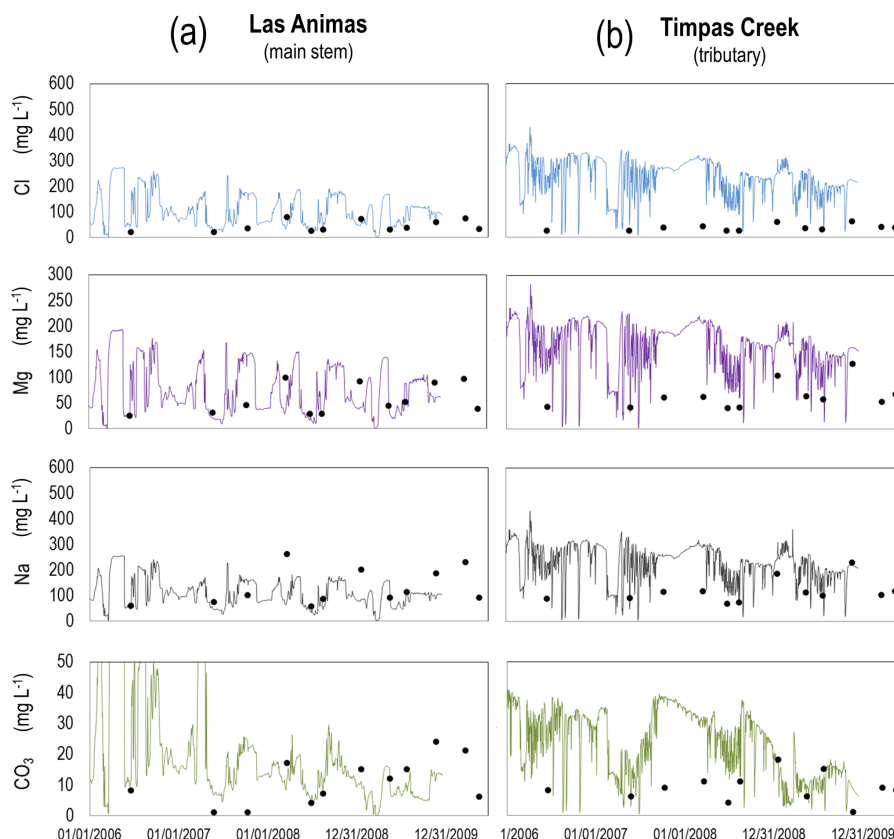 (a) Las Animas
(main stem)
(b) Timpas Creek
(tributary)
Cl (mg L-1)
600
500
400
300
200
100
0
Mg (mg L-1)
300
250
200
150
100
50
0
Na (mg L-1)
600
500
400
300
200
100
0
CO3 (mg L-1)
50
40
30
20
10
0
01/01/2006 01/01/2007 01/01/2008 12/31/2008 12/31/2009
1/2006 01/01/2007 01/01/2008 12/31/2008 12/31/2009